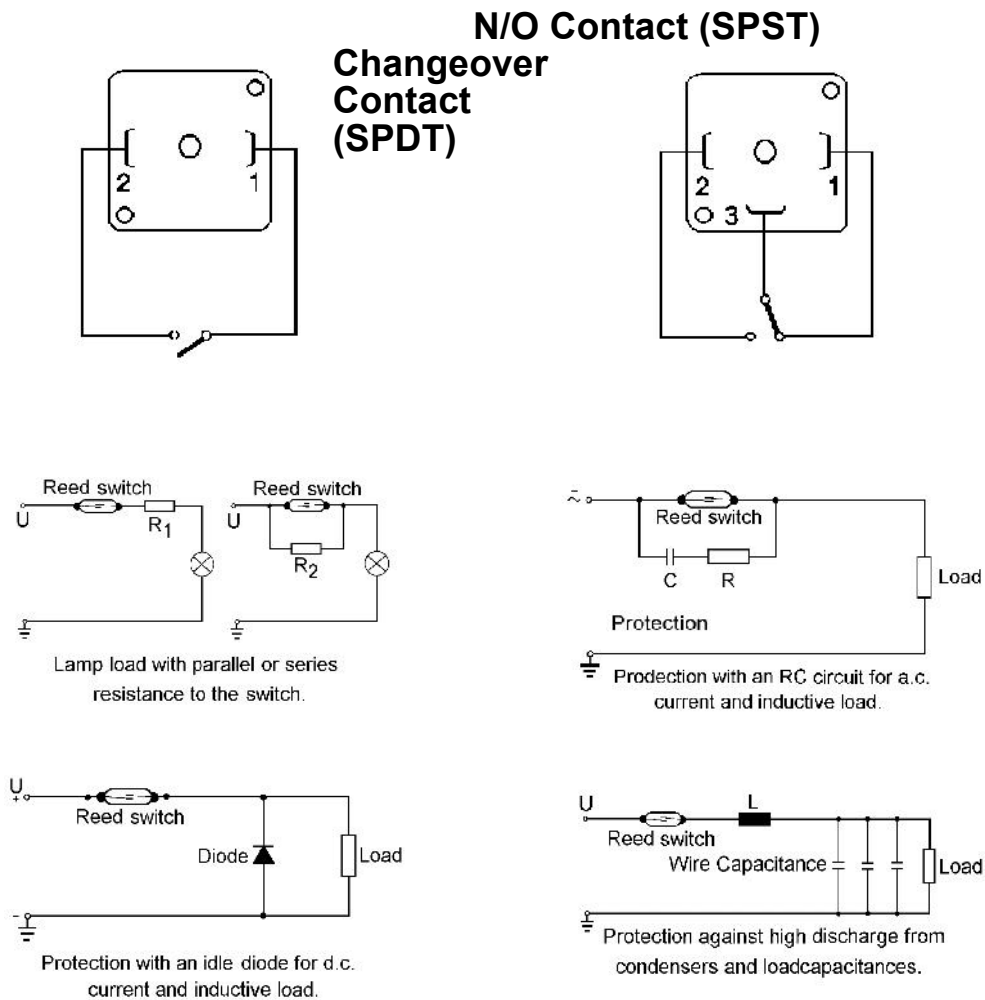 N/O Contact (SPST)
Changeover
Contact
(SPDT)
2 1
2 1
3
Reed switch
U
R1
Reed switch
U
R2
Lamp load with parallel or series
resistance to the switch.
~
Reed switch
C R
Load
Protection
Prodection with an RC circuit for a.c.
current and inductive load.
U
+
Reed switch
Diode
Load
-
Protection with an idle diode for d.c.
current and inductive load.
U
L
Reed switch
Wire Capacitance
Load
Protection against high discharge from
condensers and loadcapacitances.